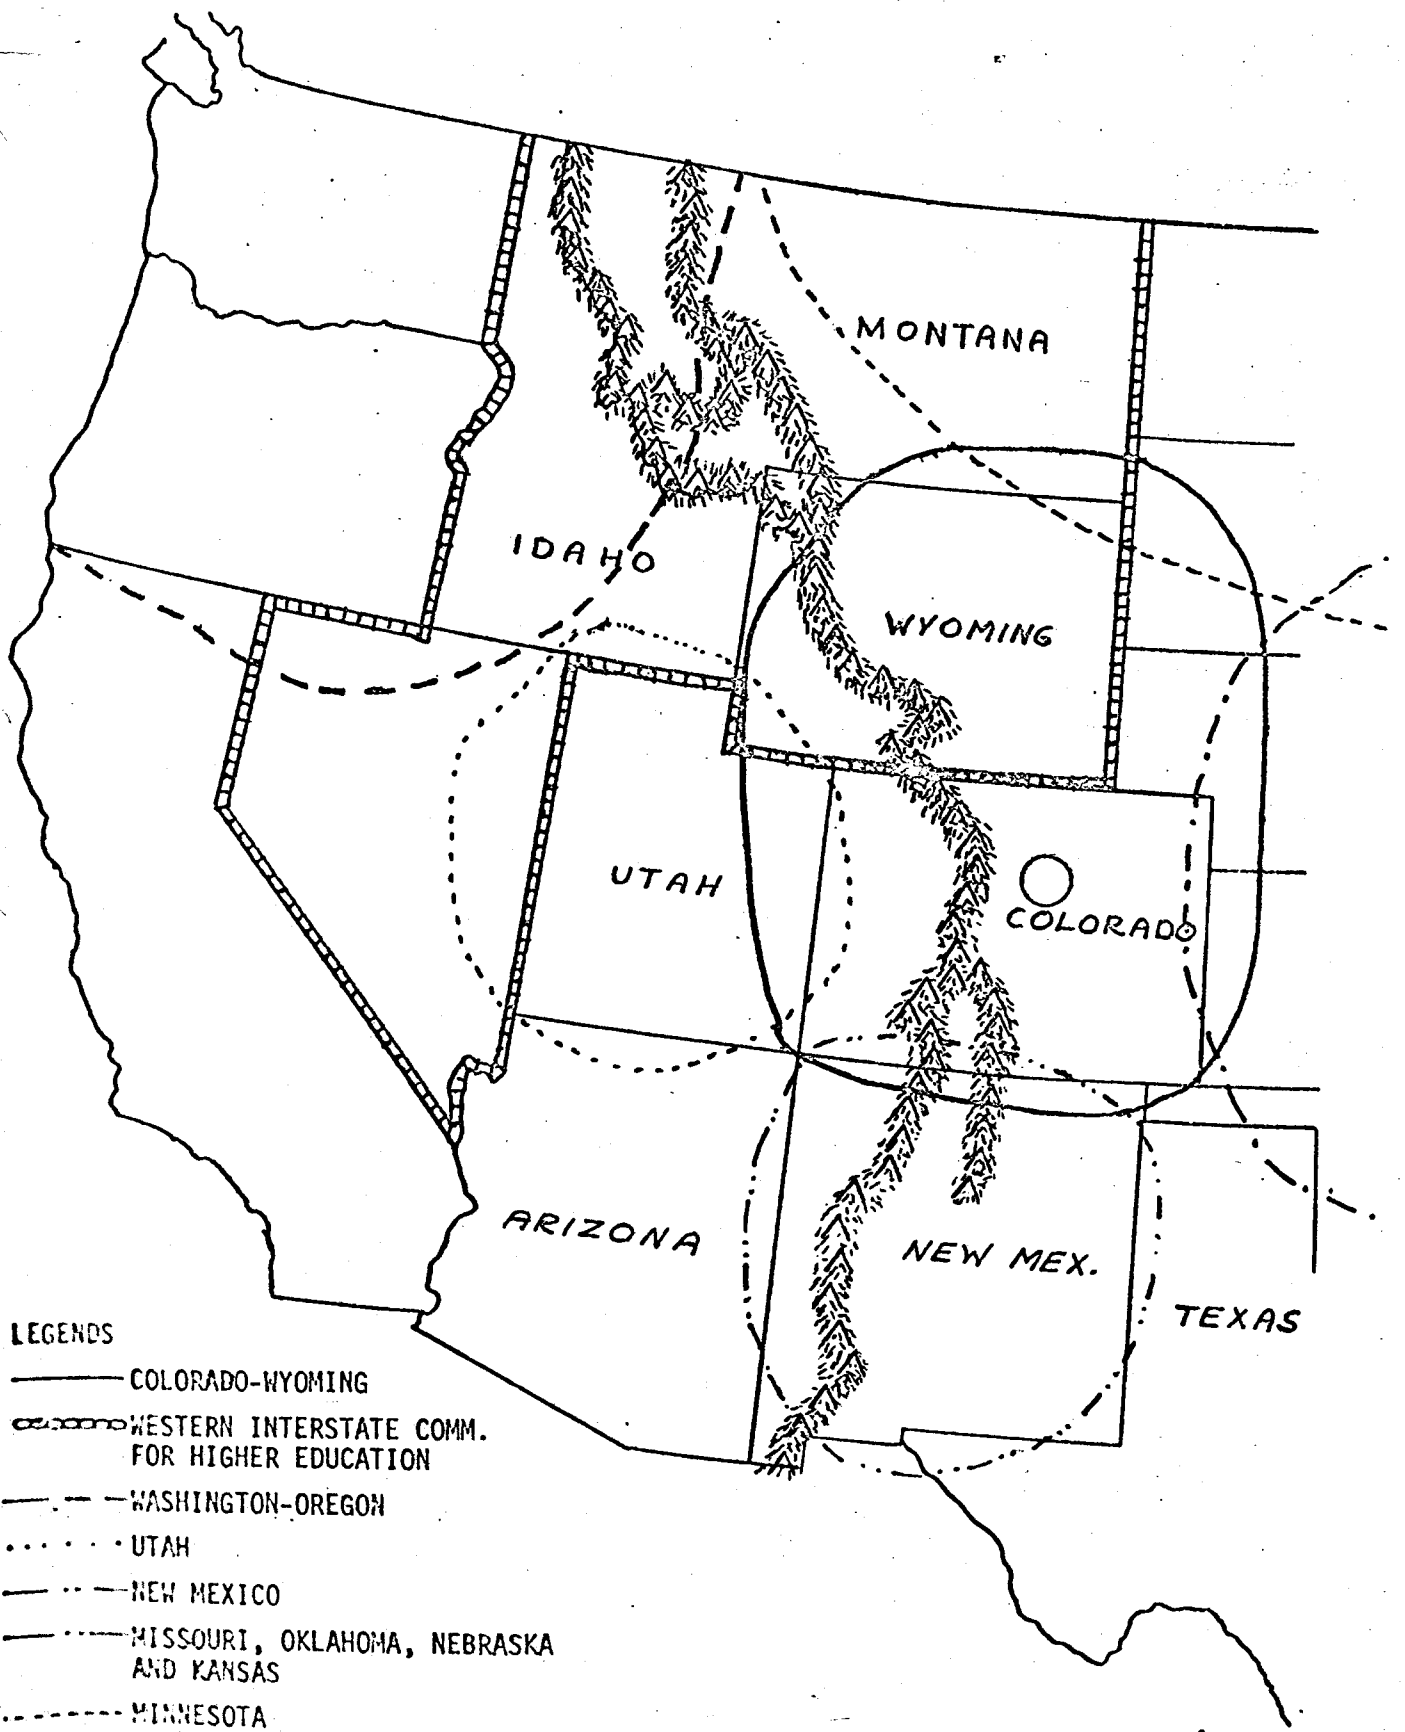 MONTANA
IDAHO
WYOMING
UTAH
COLORADO
ARIZONA
NEW MEX.
TEXAS
LEGENDS
COLORADO-WYOMING
WESTERN INTERSTATE COMM.
FOR HIGHER EDUCATION
WASHINGTON-OREGON
UTAH
NEW MEXICO
MISSOURI, OKLAHOMA, NEBRASKA
AND KANSAS
MINNESOTA